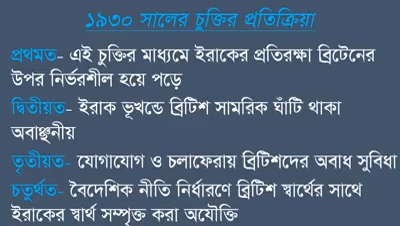 ১৯৩০ সালের চুক্তির প্রতিক্রিয়া
প্রথমত- এই চুক্তির মাধ্যমে ইরাকের প্রতিরক্ষা ব্রিটেনের
উপর নির্ভরশীল হয়ে পড়ে
দ্বিতীয়ত- ইরাক ভূখন্ডে ব্রিটিশ সামরিক ঘাঁটি থাকা
অবাঞ্ছনীয়
তৃতীয়ত- যোগাযোগ ও চলাফেরায় ব্রিটিশদের অবাধ সুবিধা
চতুর্থত- বৈদেশিক নীতি নির্ধারণে ব্রিটিশ স্বার্থের সাথে
ইরাকের স্বার্থ সম্পৃক্ত করা অযৌক্তি